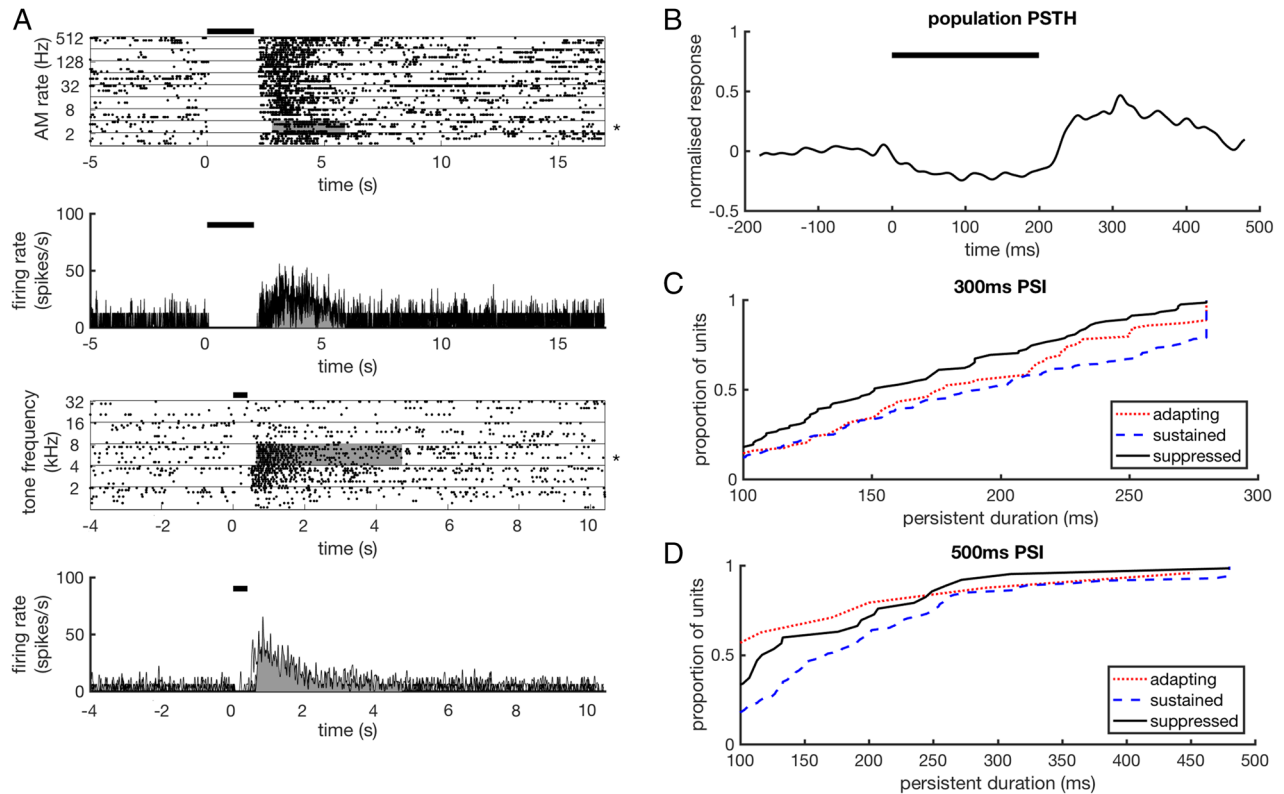 A
AM rate (Hz)
512
128
32
8
2
*
-5 0 5 10 15
time (s)
firing rate
(spikes/s)
100
50
0
-5 0 5 10 15
time (s)
tone frequency
(kHz)
32
16
8
4
2
*
-4 -2 0 2 4 6 8 10
time (s)
firing rate
(spikes/s)
100
50
0
-4 -2 0 2 4 6 8 10
time (s)
B
population PSTH
normalised response
1
0.5
0
-0.5
-200 -100 0 100 200 300 400 500
time (ms)
C
300ms PSI
proportion of units
1
0.5
0
adapting
sustained
suppressed
100 150 200 250 300
persistent duration (ms)
D
500ms PSI
proportion of units
1
0.5
0
adapting
sustained
suppressed
100 150 200 250 300 350 400 450 500
persistent duration (ms)